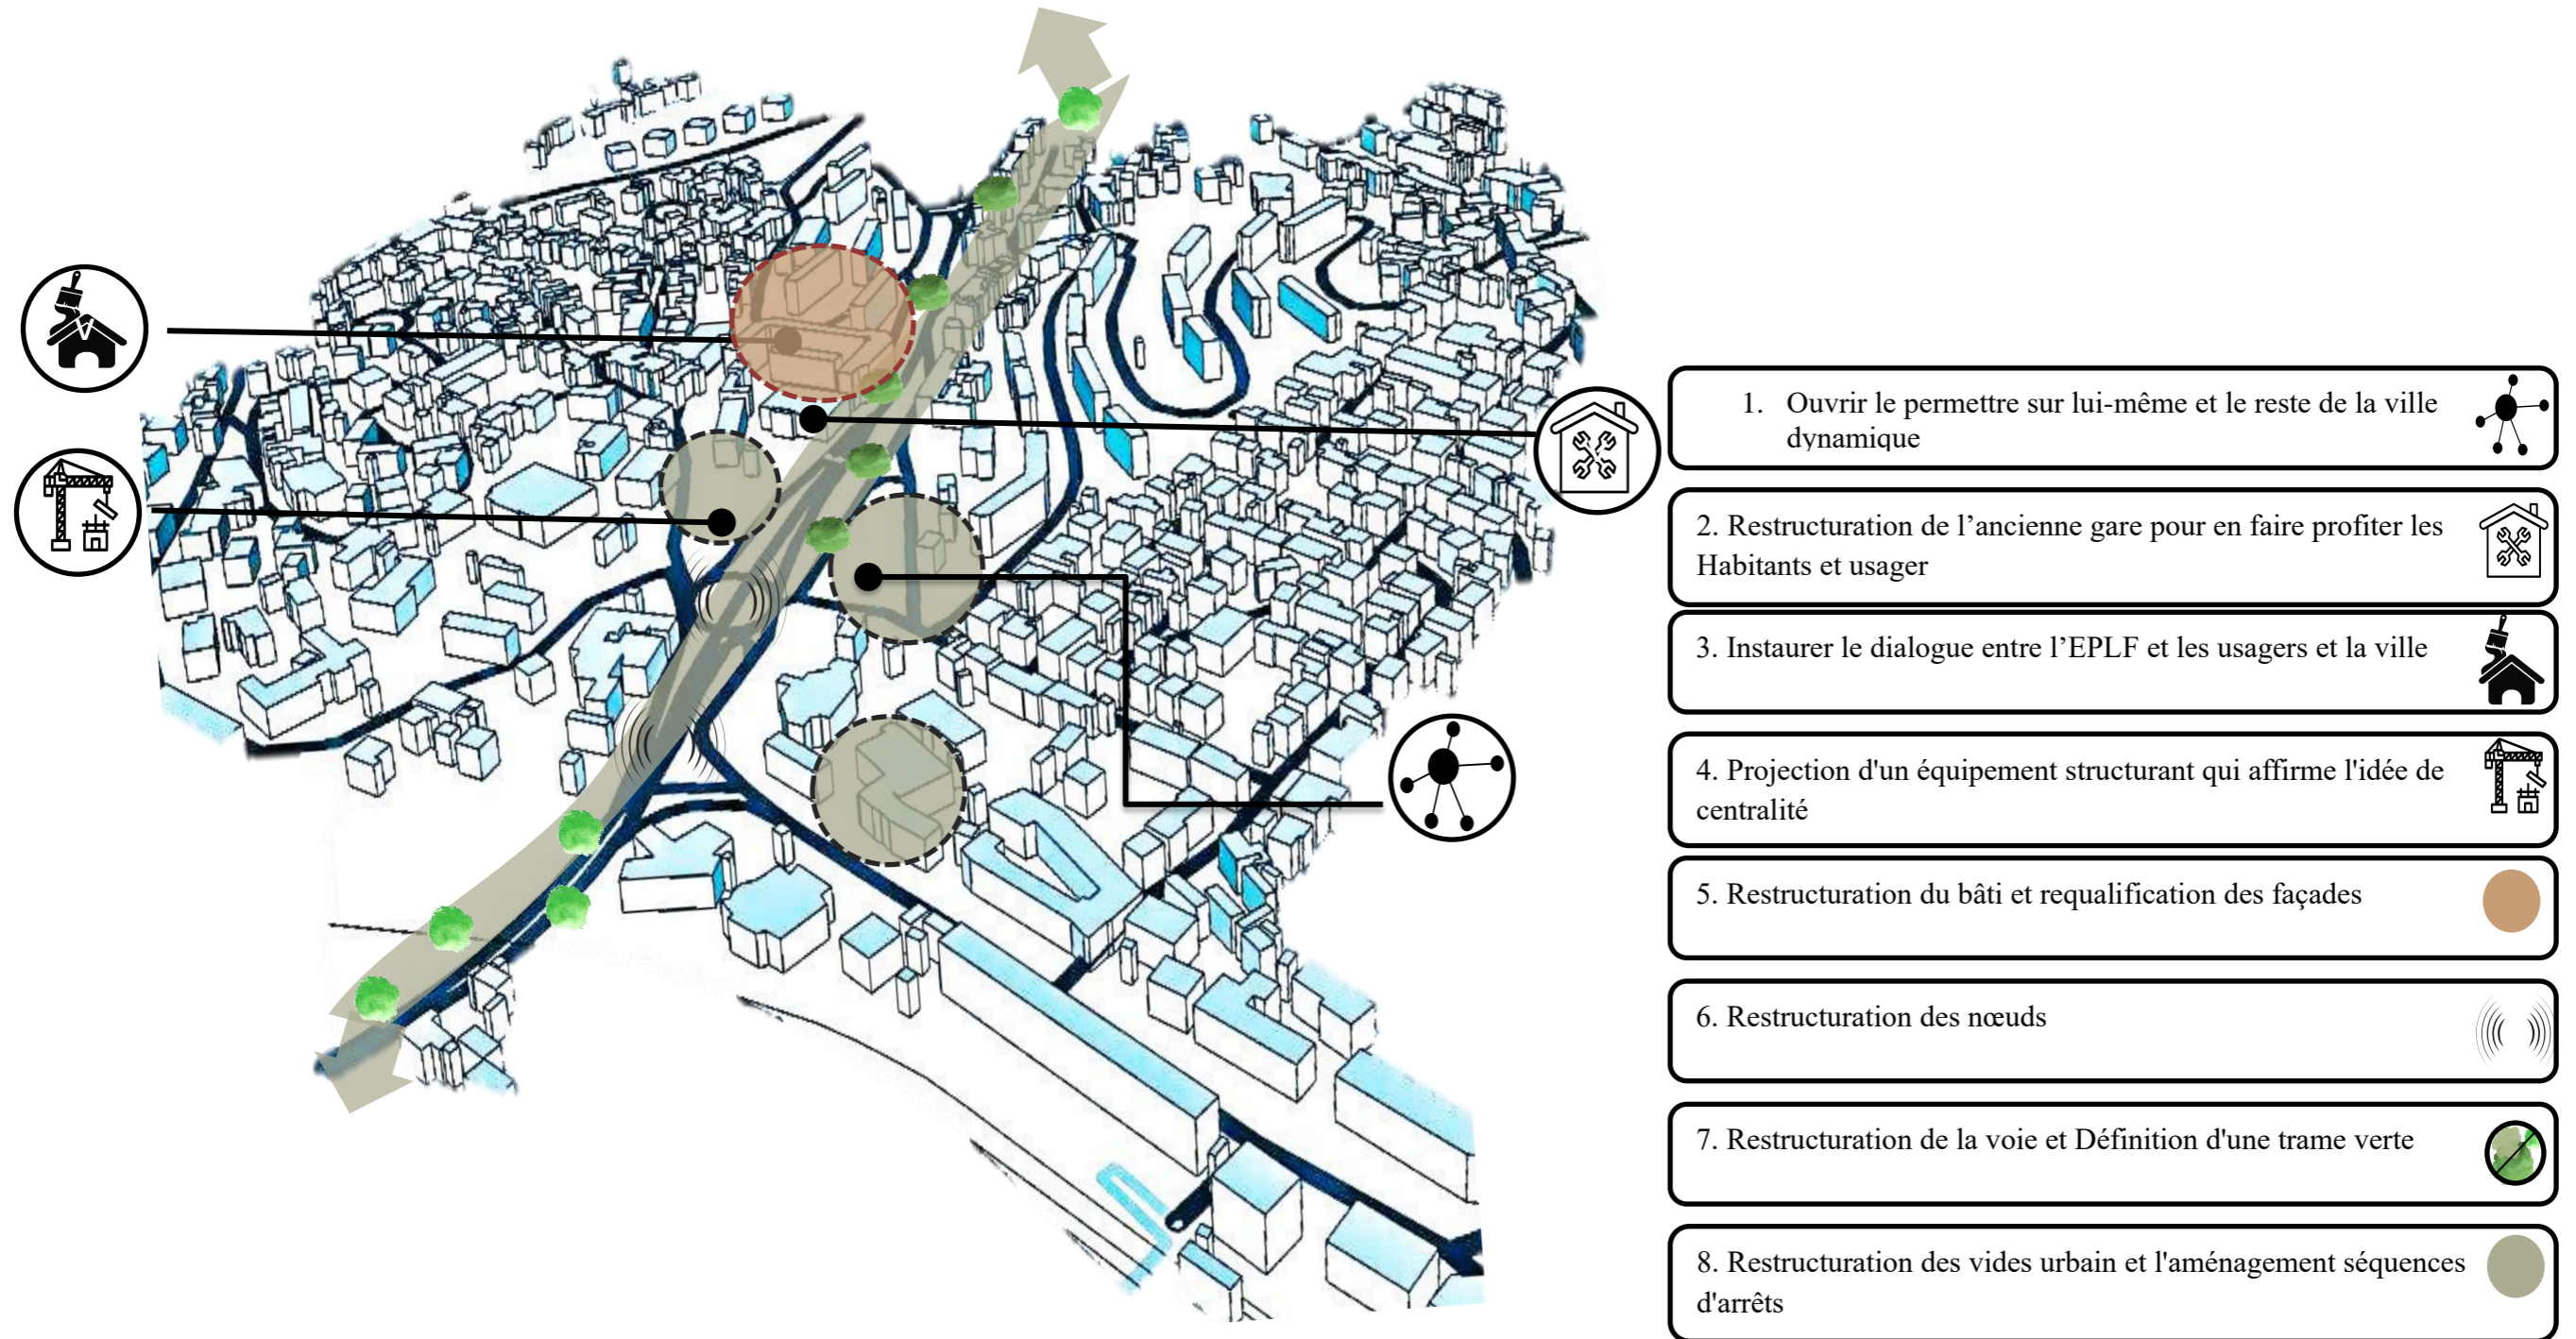 1. Ouvrir le permettre sur lui-même et le reste de la ville
dynamique
2. Restructuration de l’ancienne gare pour en faire profiter les
Habitants et usager
3. Instaurer le dialogue entre l’EPLF et les usagers et la ville
4. Projection d'un équipement structurant qui affirme l'idée de
centralité
5. Restructuration du bâti et requalification des façades
6. Restructuration des nœuds
7. Restructuration de la voie et Définition d'une trame verte
8. Restructuration des vides urbain et l'aménagement séquences
d'arrêts